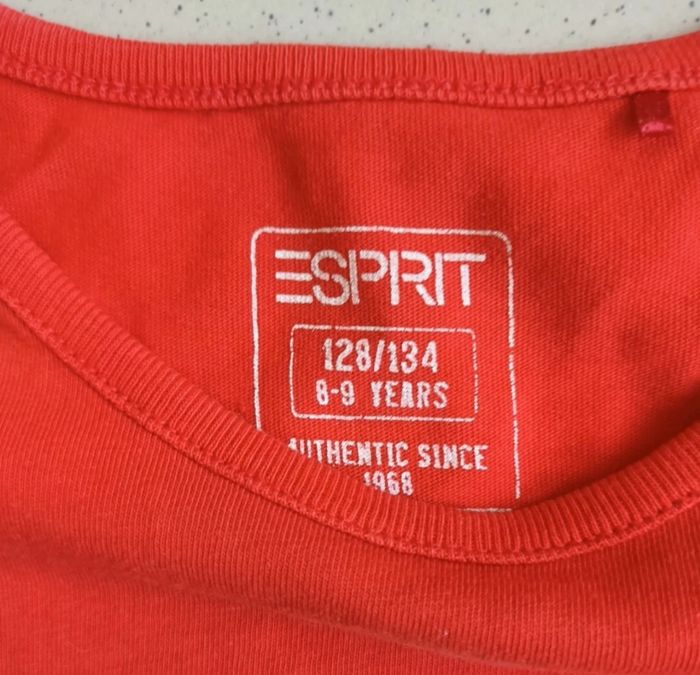 ESPRIT
128/134
8-9 YEARS
AUTHENTIC SINCE
1968